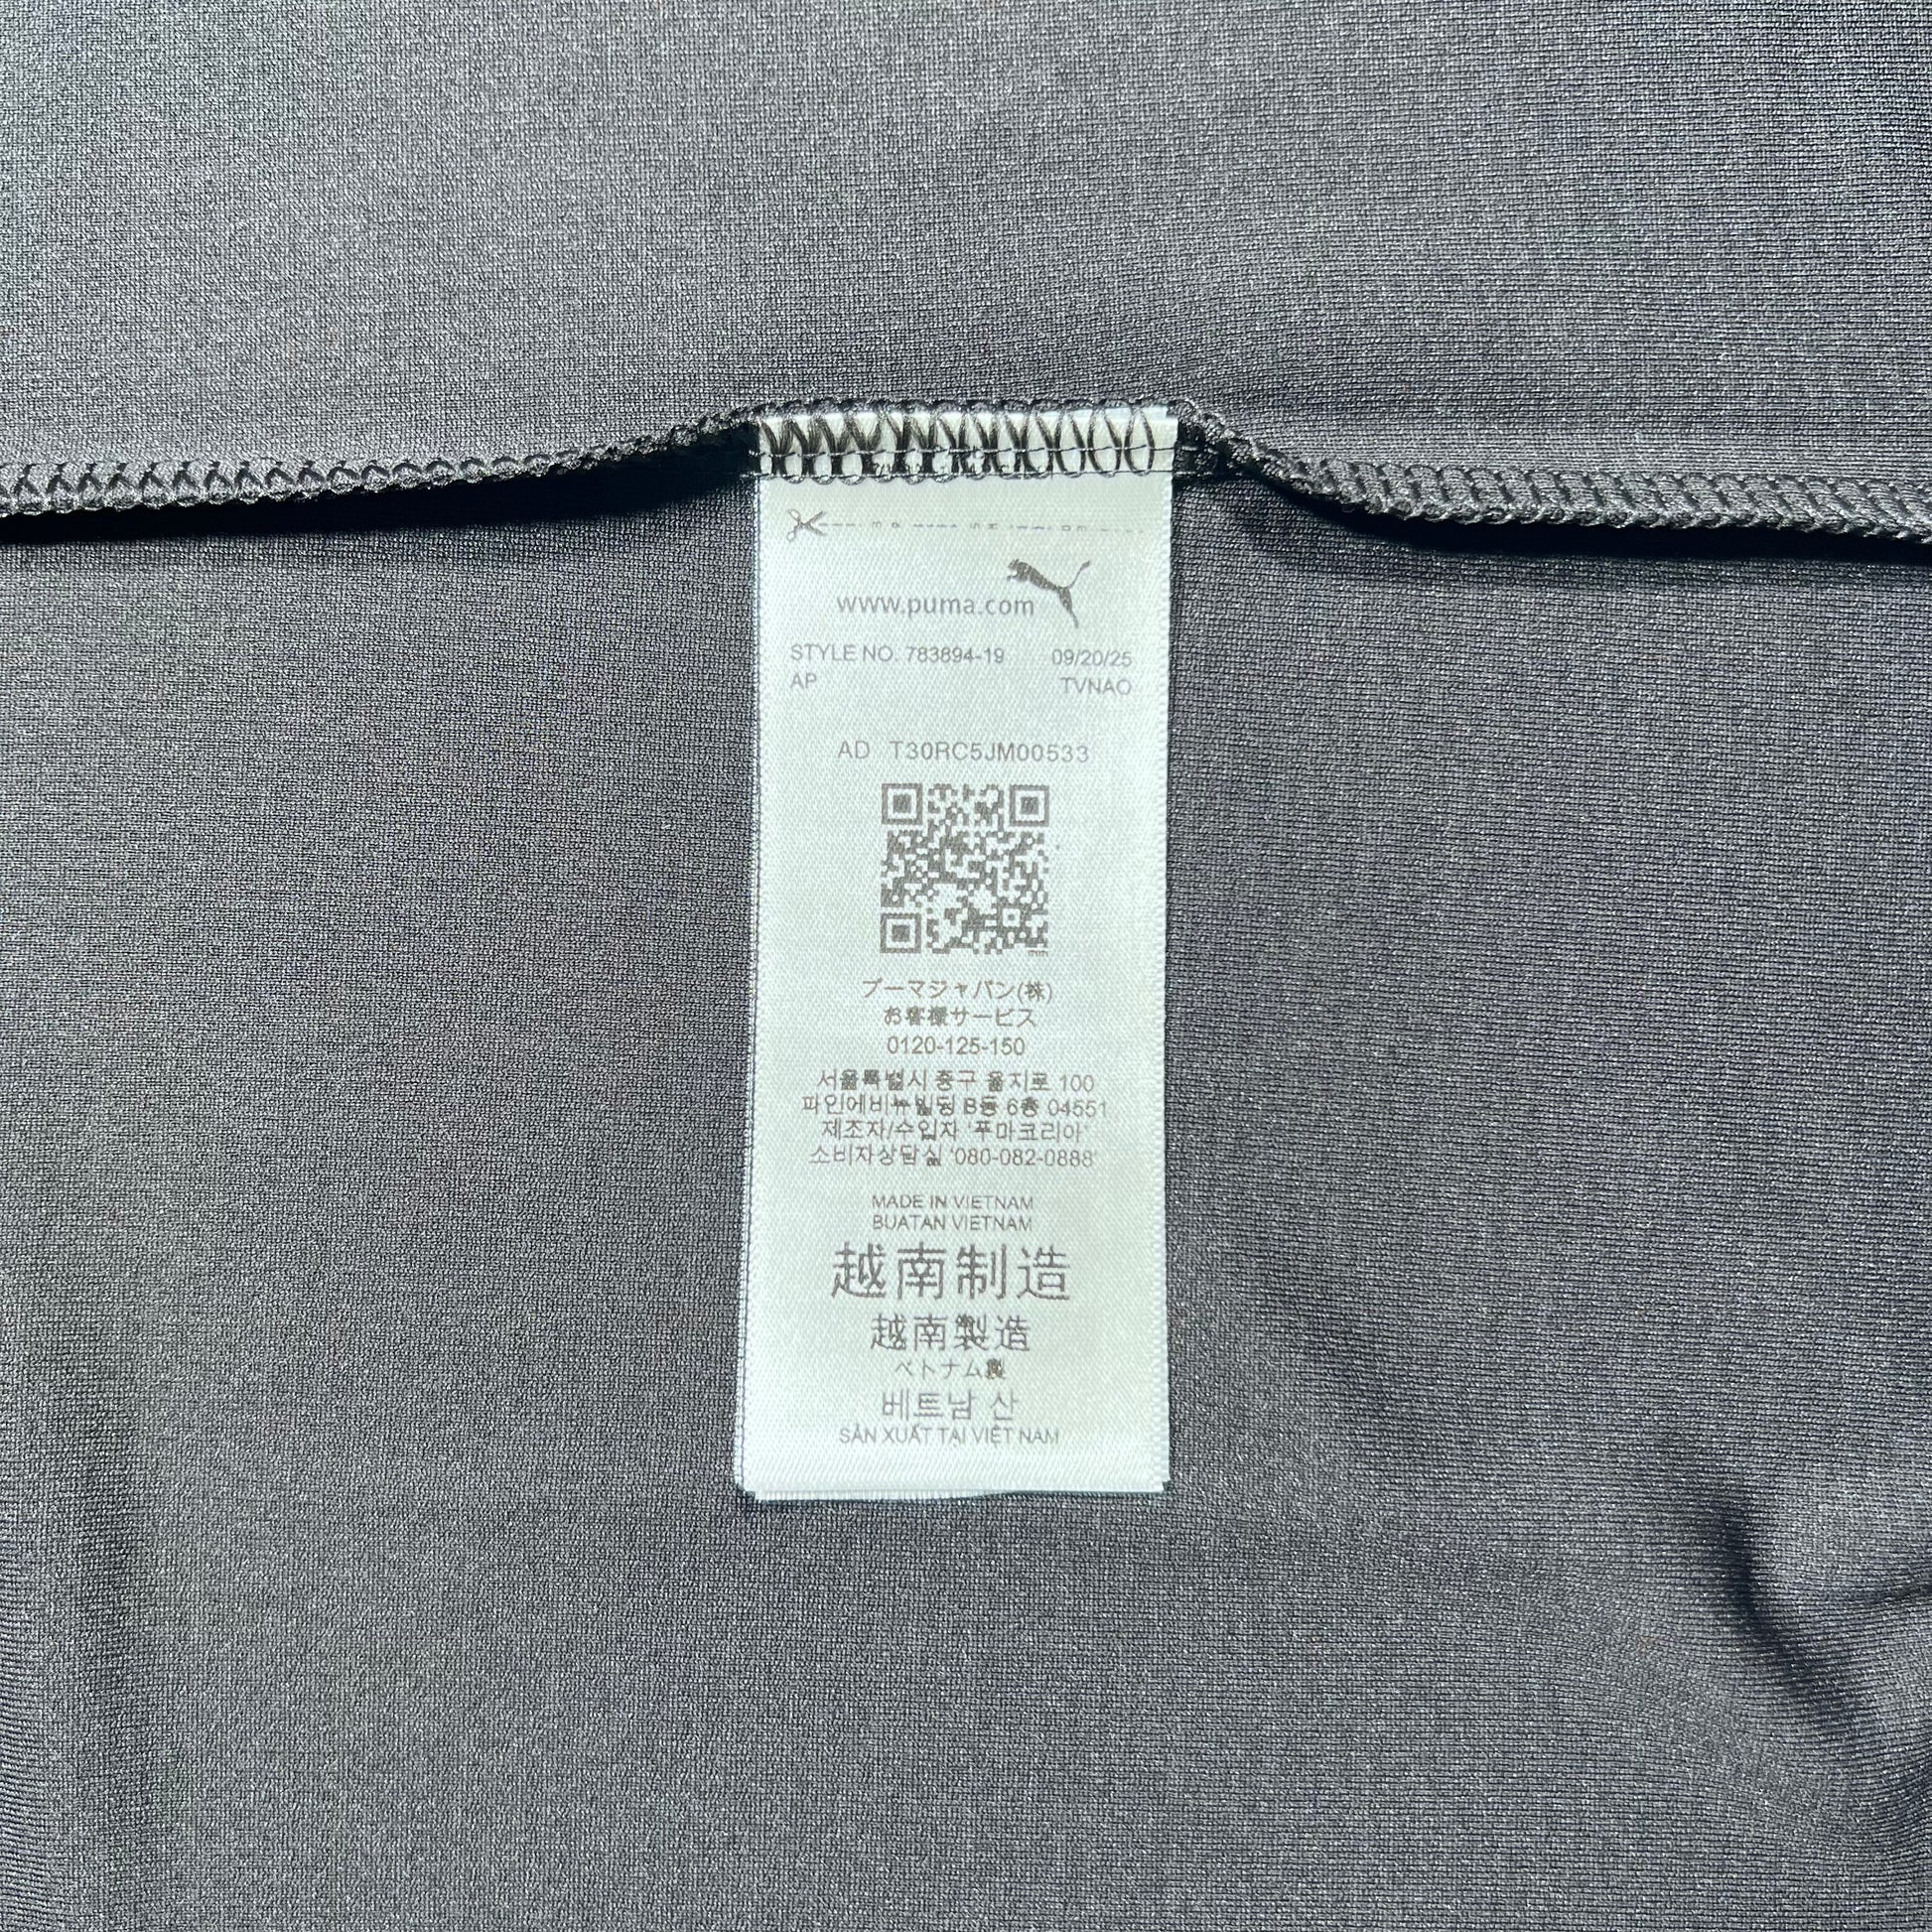 www.puma.com
STYLE NO. 783894-19 09/20/25
AP TVNAO
AD T30RC5JM00533
プーマジャパン(株)
お客様サービス
0120-125-150
서울특별시 중구 을지로 100
파인에비뉴빌딩 B동 6층 04551
제조자/수입자 '푸마코리아'
소비자상담실 '080-082-0888'
MADE IN VIETNAM
BUATAN VIETNAM
越南制造
越南製造
ベトナム製
베트남 산
SẢN XUẤT TẠI VIỆT NAM